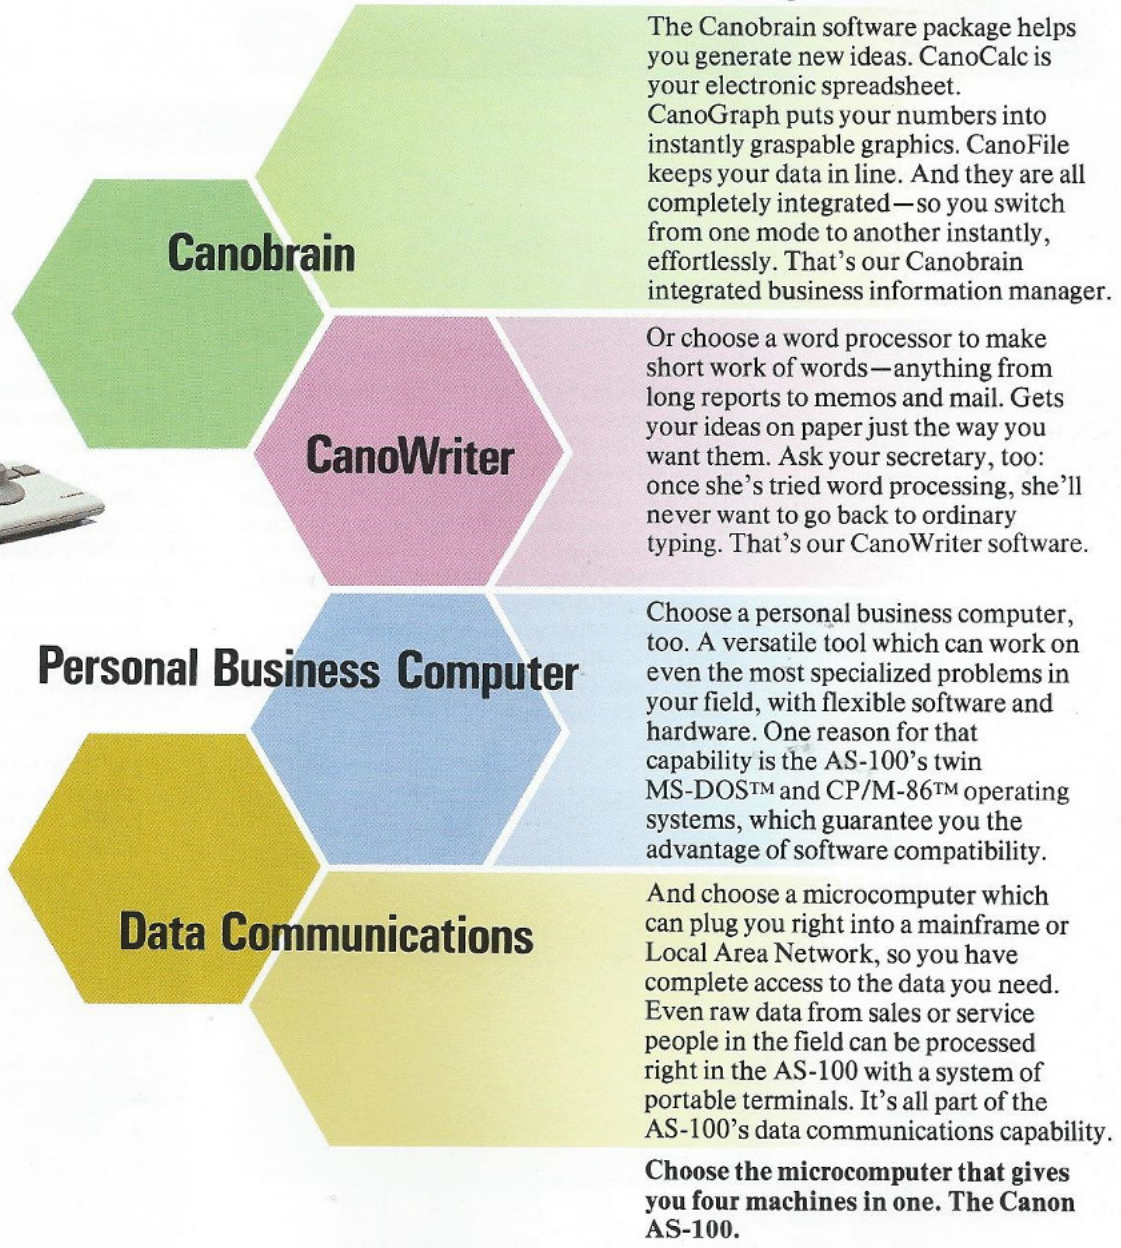 The Canobrain software package helps
you generate new ideas. CanoCalc is
your electronic spreadsheet.
CanoGraph puts your numbers into
instantly graspable graphics. CanoFile
keeps your data in line. And they are all
completely integrated—so you switch
from one mode to another instantly,
effortlessly. That's our Canobrain
integrated business information manager.
Canobrain
Or choose a word processor to make
short work of words—anything from
long reports to memos and mail. Gets
your ideas on paper just the way you
want them. Ask your secretary, too:
once she's tried word processing, she'll
never want to go back to ordinary
typing. That's our CanoWriter software.
CanoWriter
Choose a personal business computer,
too. A versatile tool which can work on
even the most specialized problems in
your field, with flexible software and
hardware. One reason for that
capability is the AS-100's twin
MS-DOS™ and CP/M-86™ operating
systems, which guarantee you the
advantage of software compatibility.
Personal Business Computer
And choose a microcomputer which
can plug you right into a mainframe or
Local Area Network, so you have
complete access to the data you need.
Even raw data from sales or service
people in the field can be processed
right in the AS-100 with a system of
portable terminals. It's all part of the
AS-100's data communications capability.
Data Communications
Choose the microcomputer that gives
you four machines in one. The Canon
AS-100.